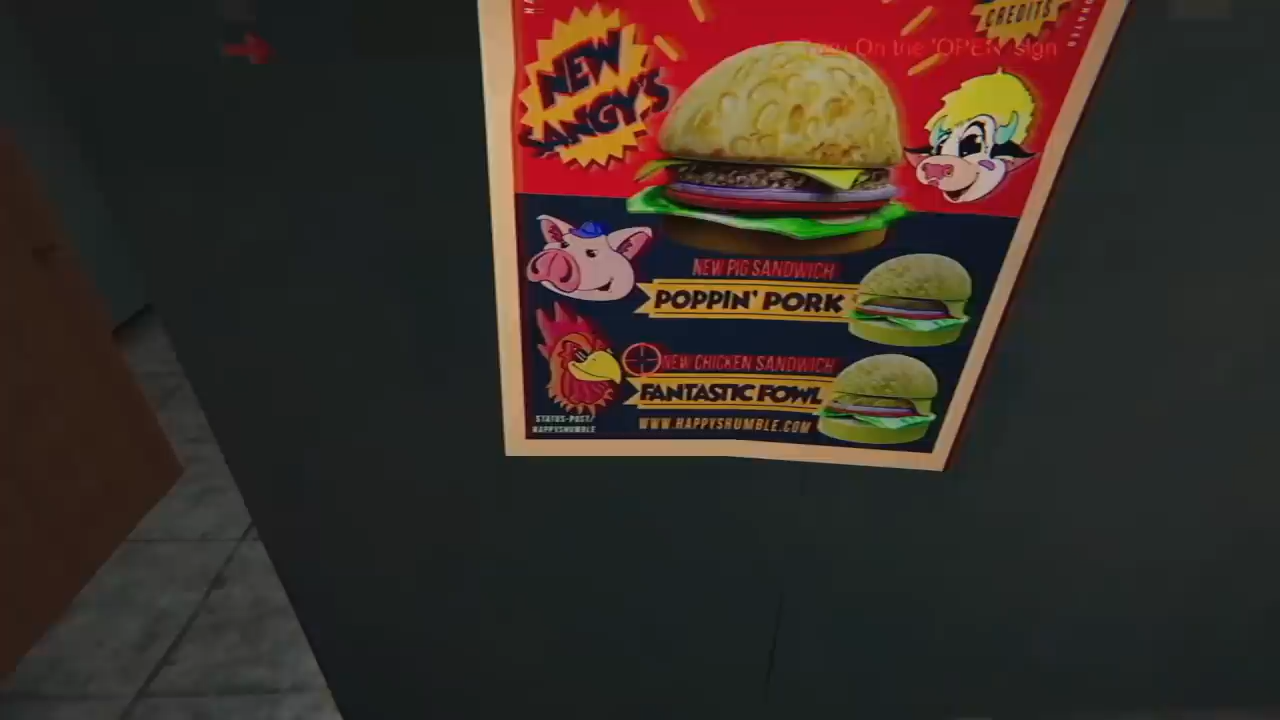 CREDITS
Turn On the 'OPEN' sign
NEW
SANGY'S
NEW PIG SANDWICH
POPPIN' PORK
NEW CHICKEN SANDWICH
FANTASTIC FOWL
STATUS-POST/
HAPPYSHUMBLE
WWW.HAPPYSHUMBLE.COM